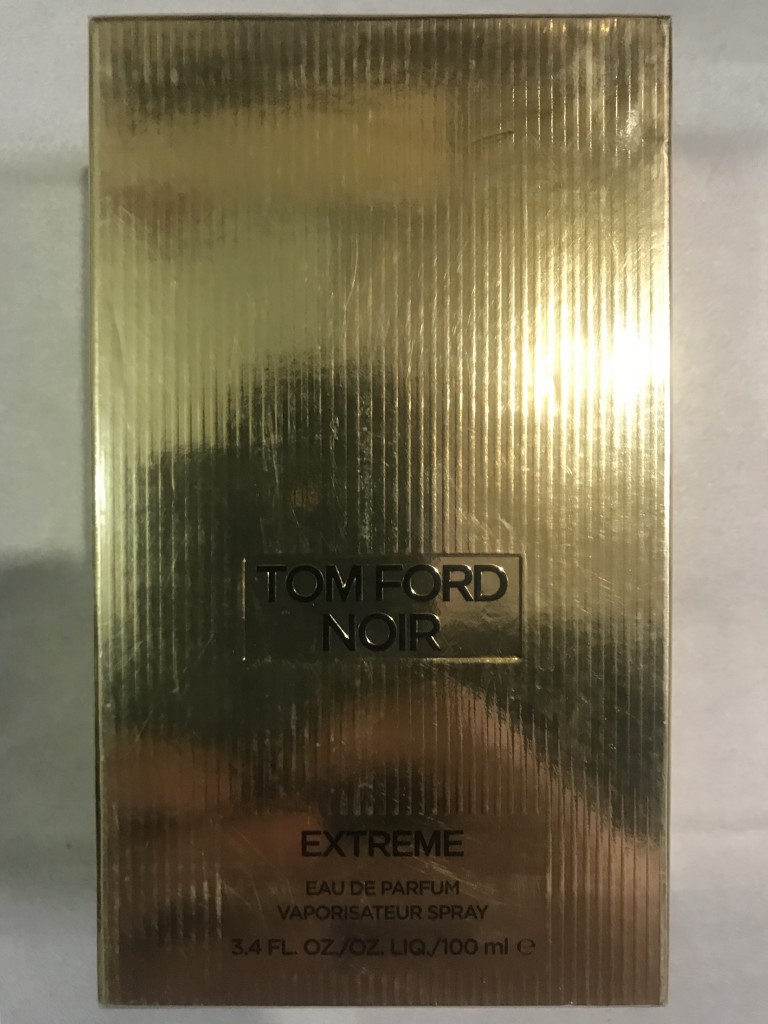 TOM FORD
NOIR
EXTREME
EAU DE PARFUM
VAPORISATEUR SPRAY
3.4 FL. OZ./OZ. LIQ./100 ml ℮